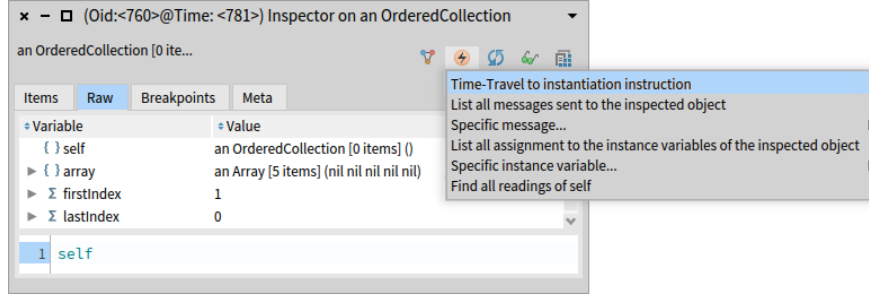 (Oid:<760>@Time: <781>) Inspector on an OrderedCollection
an OrderedCollection [0 ite...
Items Raw Breakpoints Meta
Variable Value
{ } self an OrderedCollection [0 items] ()
{ } array an Array [5 items] (nil nil nil nil nil)
Σ firstIndex 1
Σ lastIndex 0
1 self
Time-Travel to instantiation instruction
List all messages sent to the inspected object
Specific message...
List all assignment to the instance variables of the inspected object
Specific instance variable...
Find all readings of self